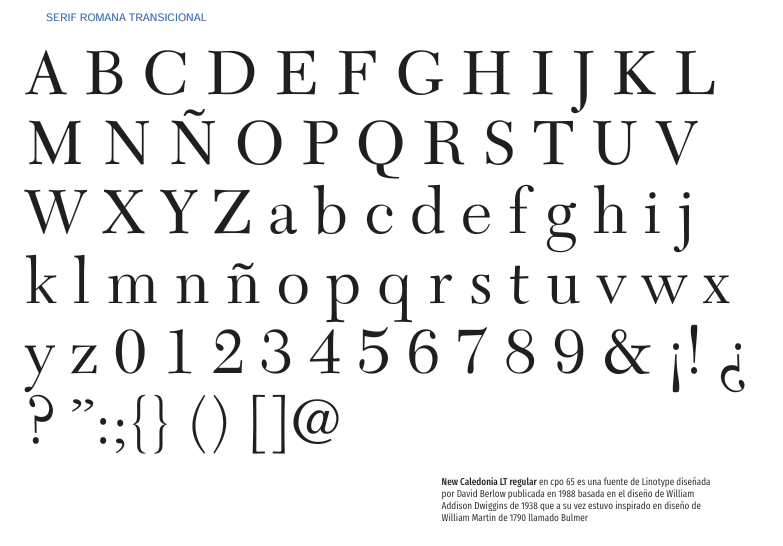 SERIF ROMANA TRANSICIONAL
A B C D E F G H I J K L
M N Ñ O P Q R S T U V
W X Y Z a b c d e f g h i j
k l m n ñ o p q r s t u v w x
y z 0 1 2 3 4 5 6 7 8 9 & ¡! ¿
? ”:;{} () []@
New Caledonia LT regular en cpo 65 es una fuente de Linotype diseñada
por David Berlow publicada en 1988 basada en el diseño de William
Addison Dwiggins de 1938 que a su vez estuvo inspirado en diseño de
William Martin de 1790 llamado Bulmer